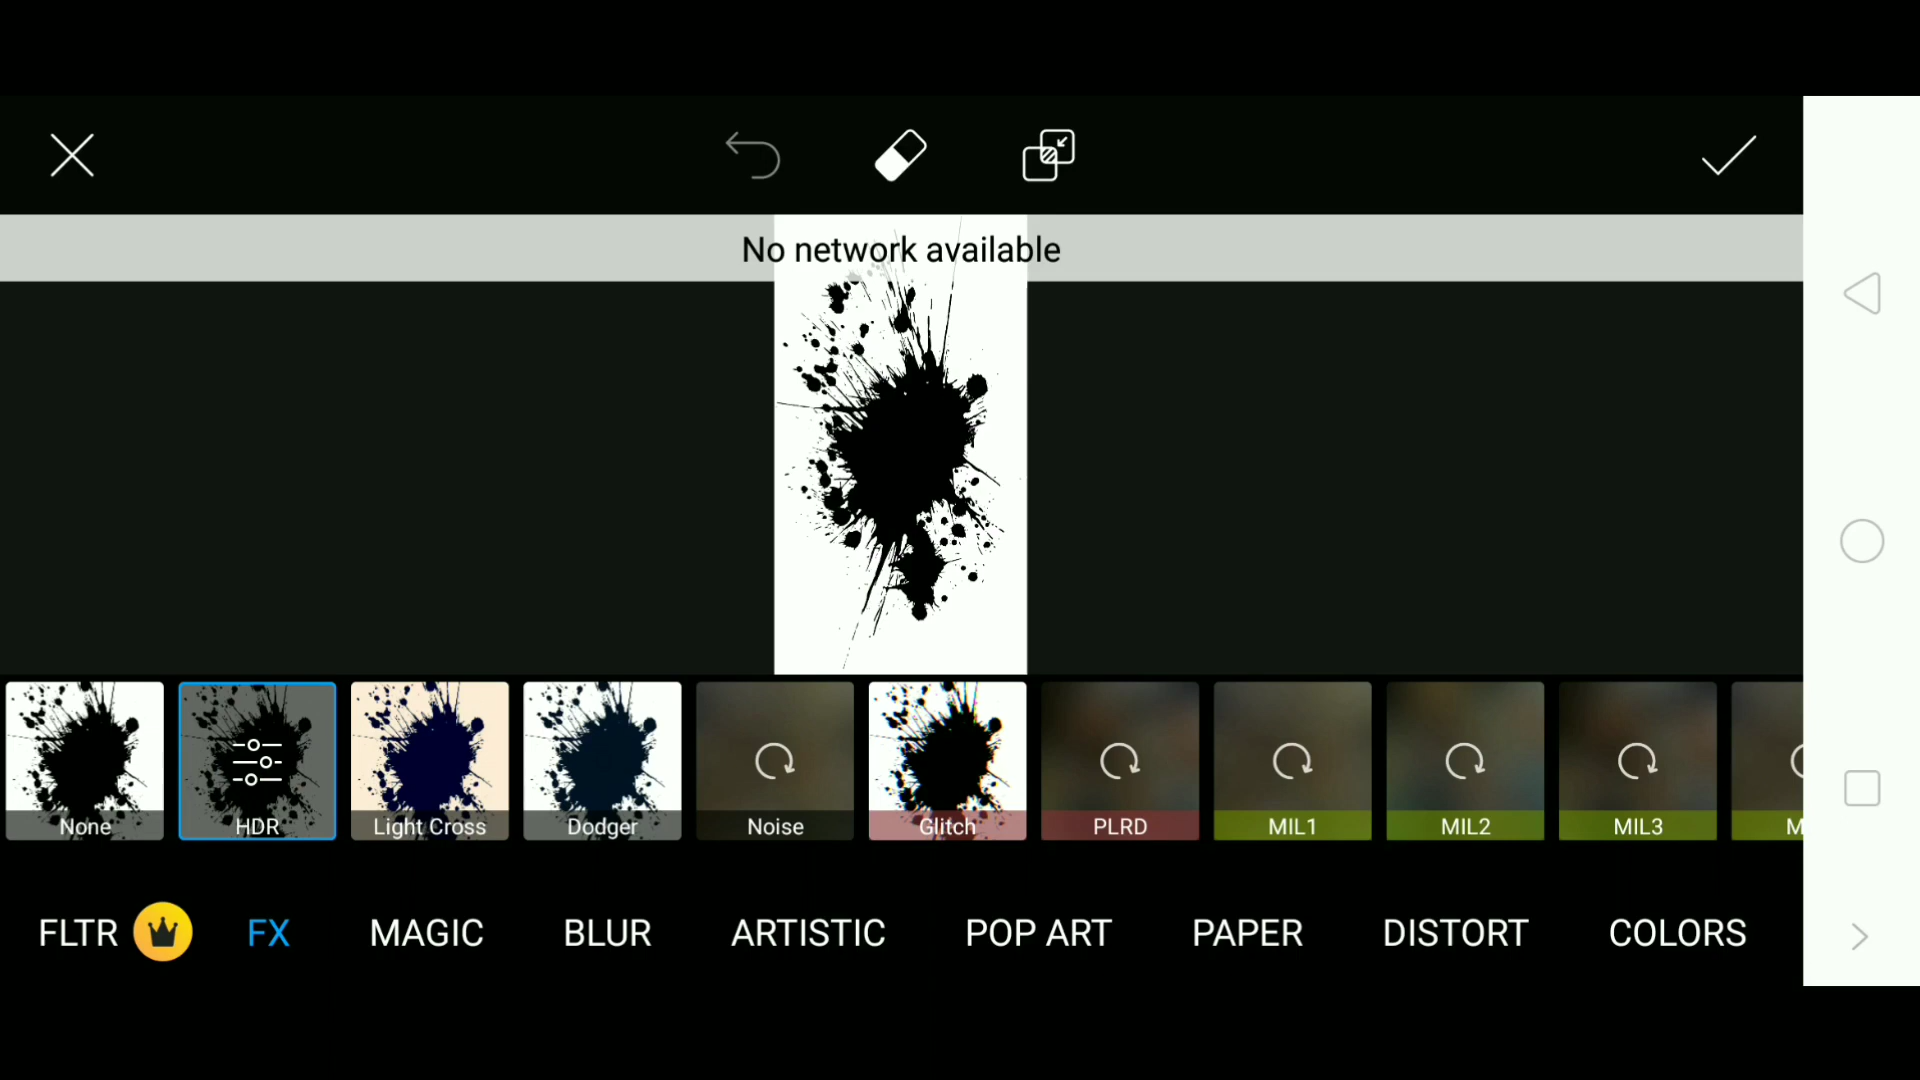 No network available
None
HDR
Light Cross
Dodger
Noise
Glitch
PLRD
MIL1
MIL2
MIL3
FLTR
FX
MAGIC
BLUR
ARTISTIC
POP ART
PAPER
DISTORT
COLORS